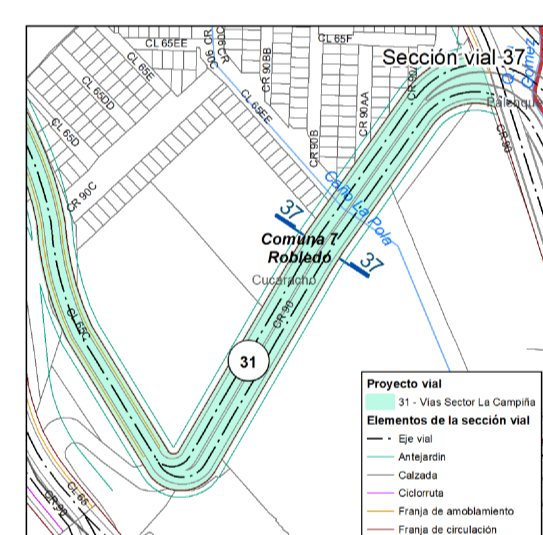 CL 65EE
CL 65F
Sección vial 37
CL 65E
CR 90BB
CL 65DD
CL 65EE
CR 90AA
CR 90B
CL 65D
CR 90
CR 90C
Caño La Pola
37
Comuna 7
Robledo
37
Cucaracho
CR 90
CL 65C
31
CL 65
CR 90
Proyecto vial
31 - Vias Sector La Campiña
Elementos de la sección vial
Eje vial
Antejardin
Calzada
Ciclorruta
Franja de amoblamiento
Franja de circulación